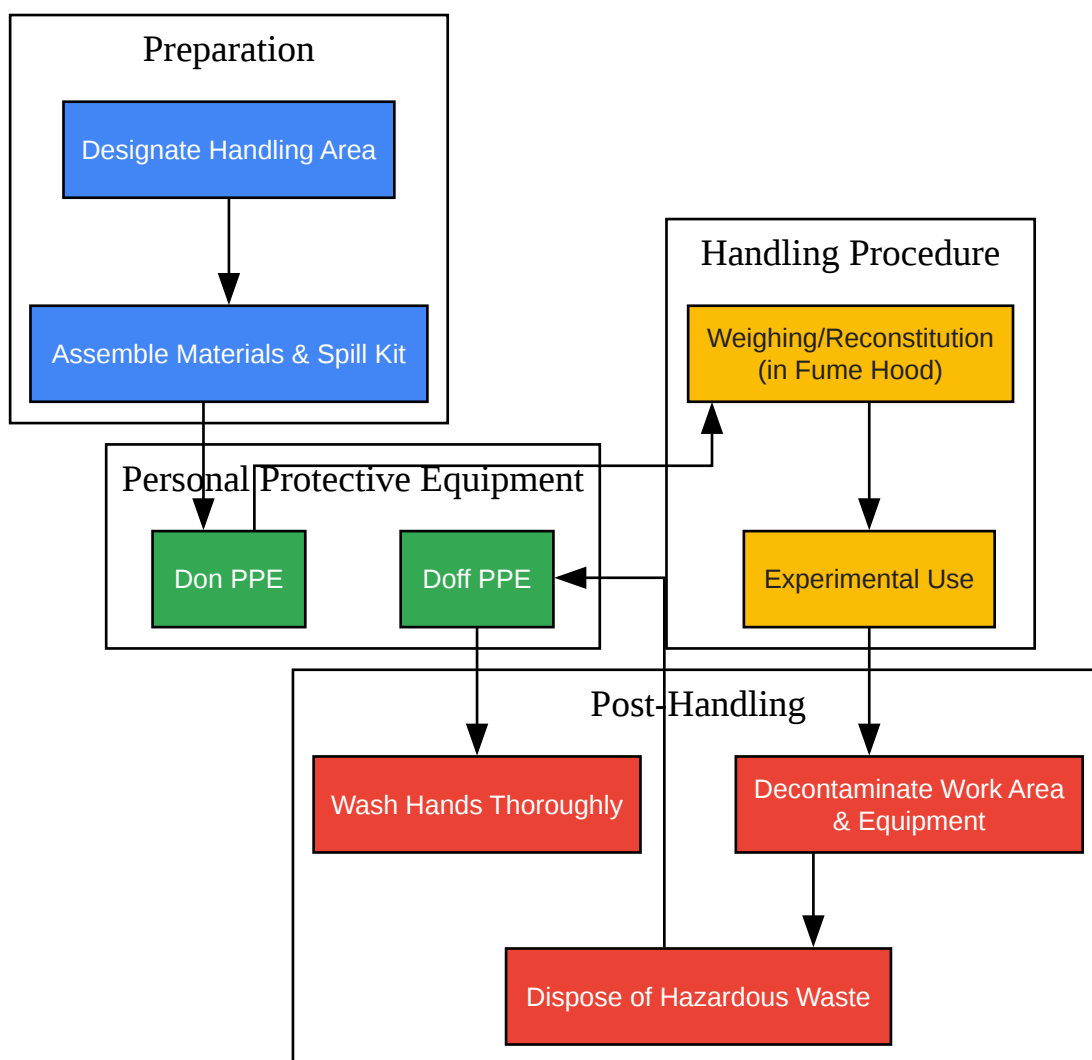 Preparation
Designate Handling Area
Assemble Materials & Spill Kit
Personal Protective Equipment
Don PPE
Doff PPE
Handling Procedure
Weighing/Reconstitution
(in Fume Hood)
Experimental Use
Post-Handling
Wash Hands Thoroughly
Decontaminate Work Area
& Equipment
Dispose of Hazardous Waste